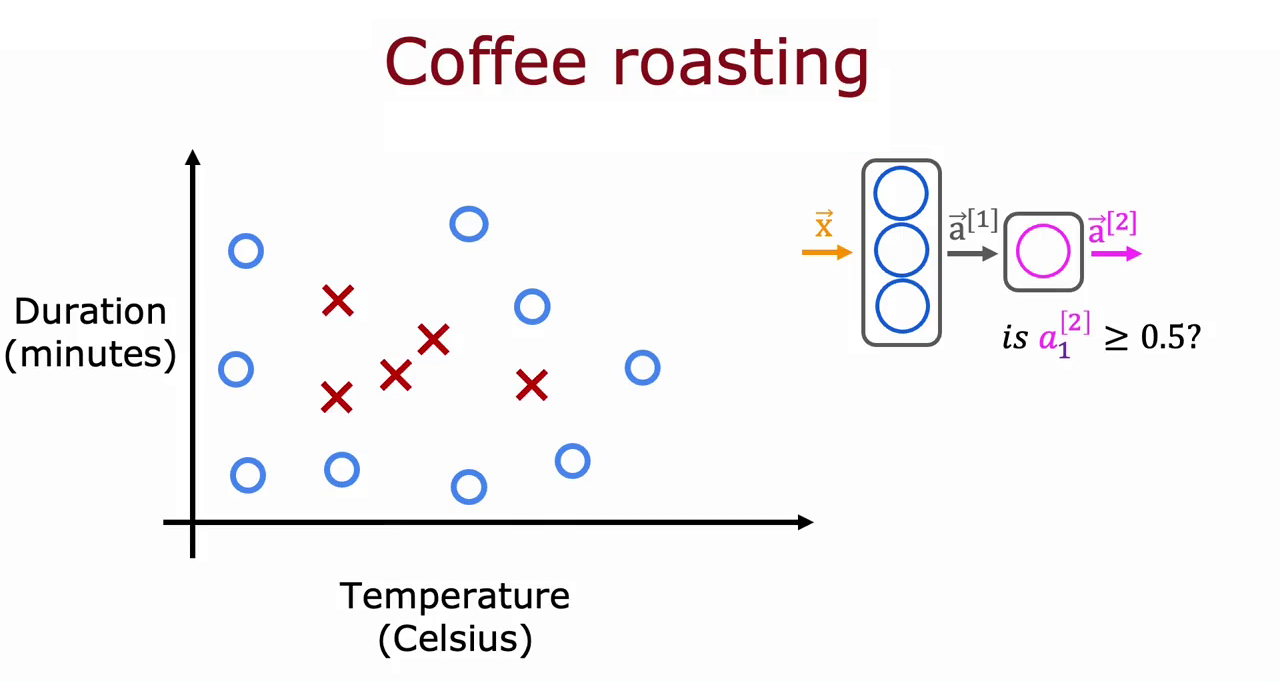 Coffee roasting
Duration
(minutes)
Temperature
(Celsius)
x⃗
a⃗[1]
a⃗[2]
is a₁[2] ≥ 0.5?